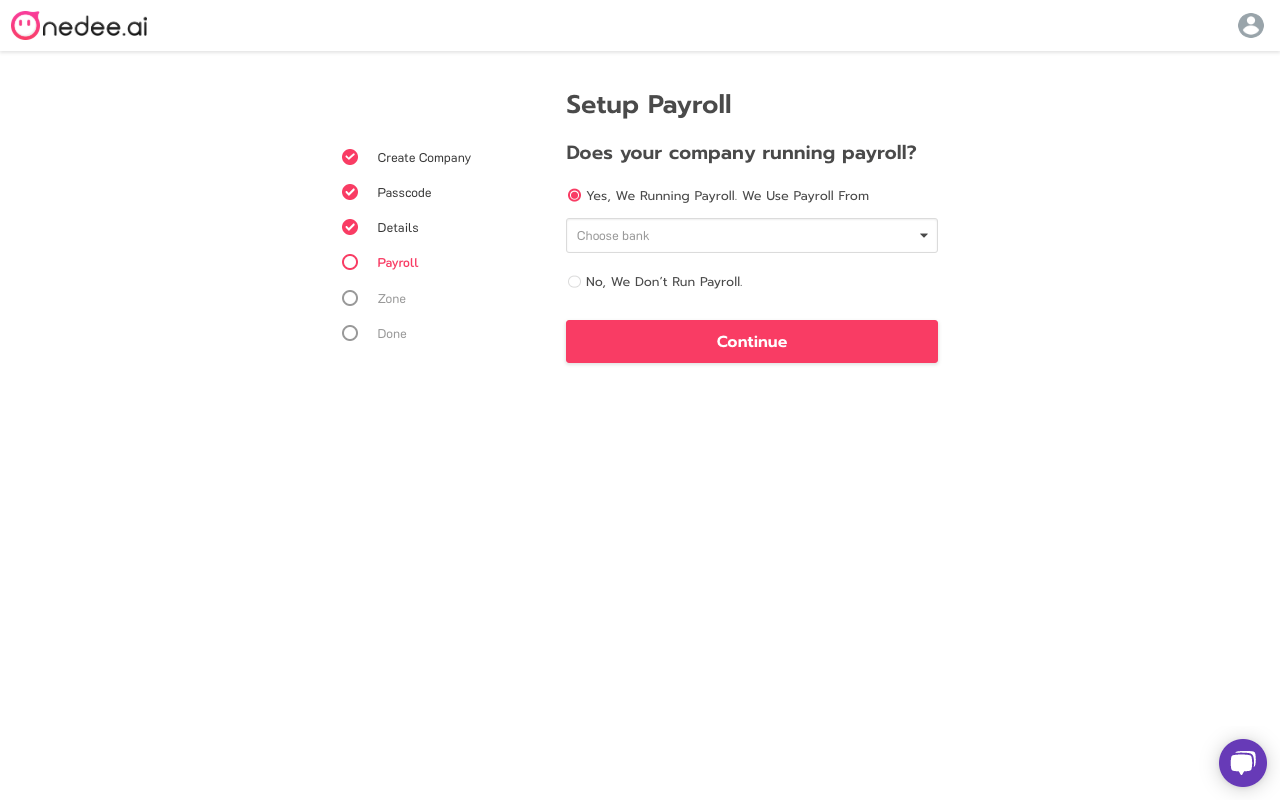 nedee.ai
Setup Payroll
Does your company running payroll?
Create Company
Passcode
Details
Payroll
Zone
Done
Yes, We Running Payroll. We Use Payroll From
Choose bank
No, We Don’t Run Payroll.
Continue